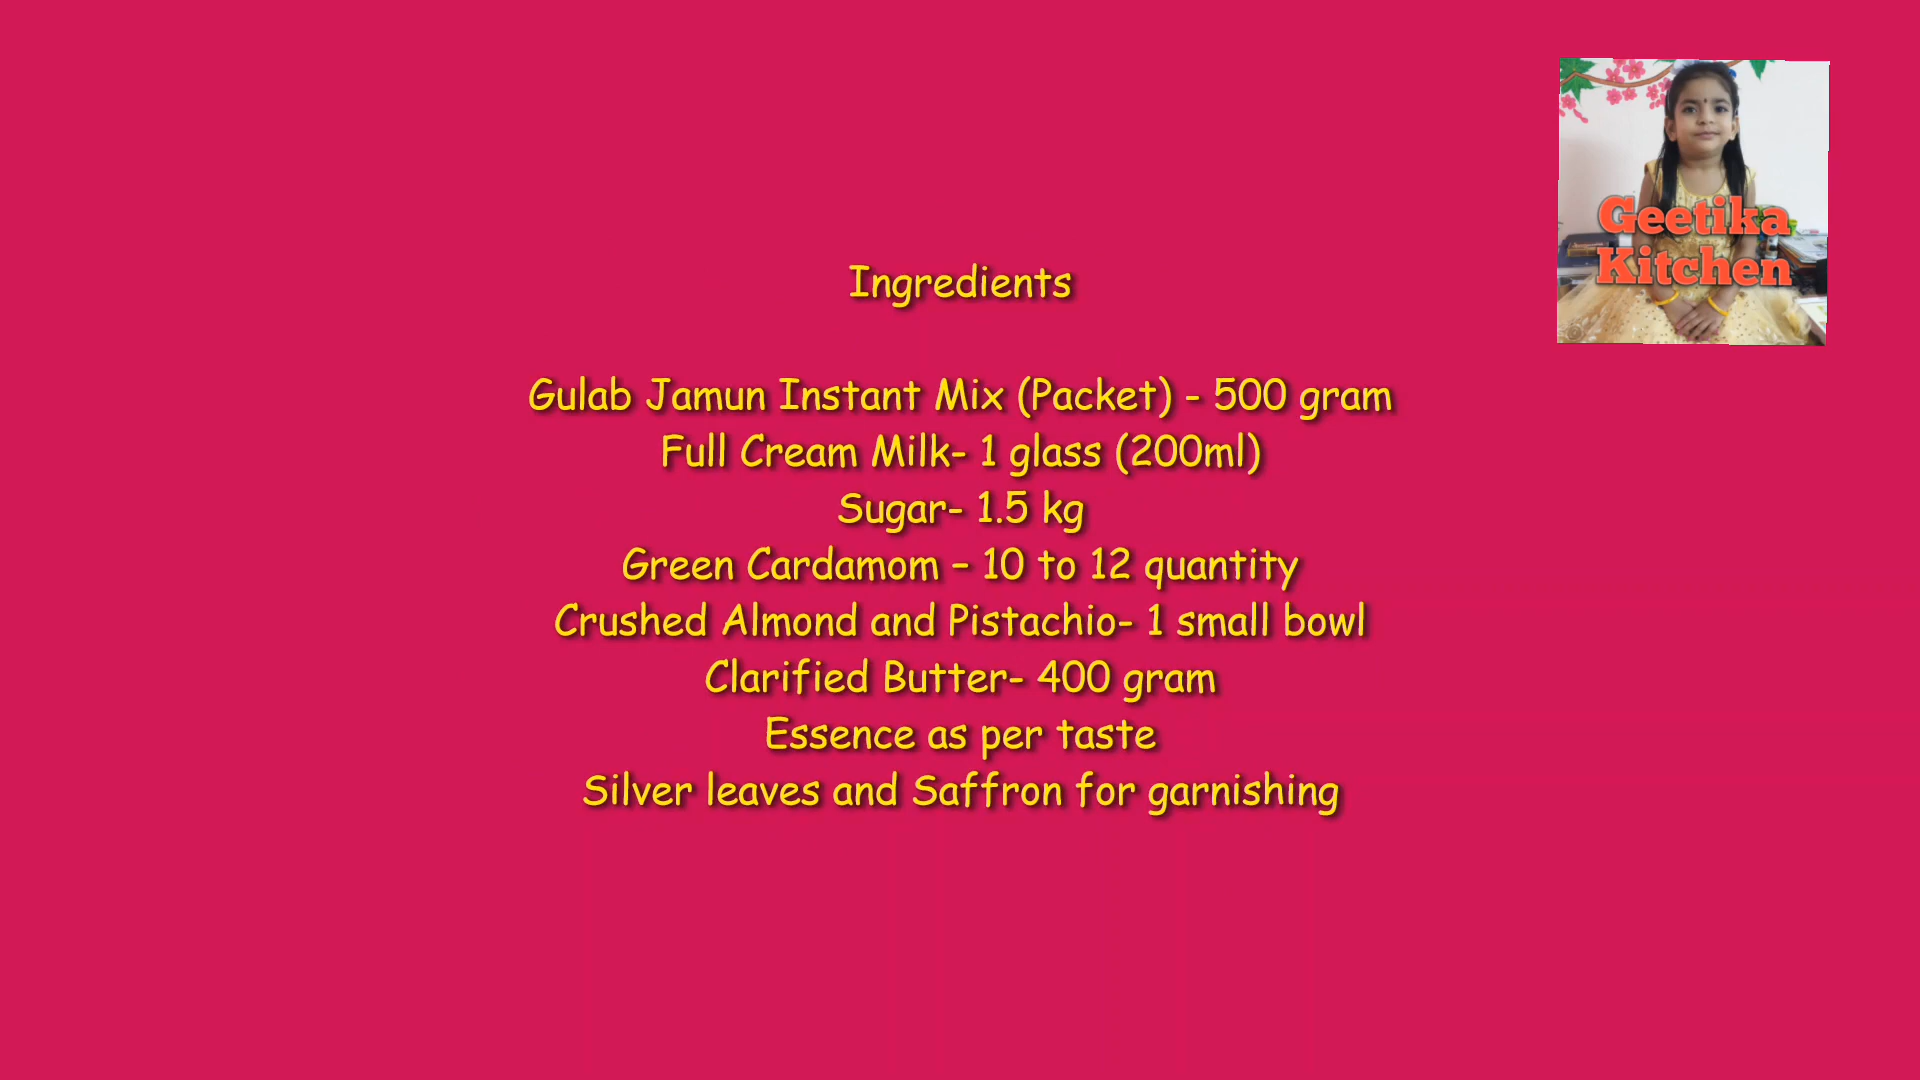 Geetika
Kitchen
Ingredients
Gulab Jamun Instant Mix (Packet) - 500 gram
Full Cream Milk- 1 glass (200ml)
Sugar- 1.5 kg
Green Cardamom – 10 to 12 quantity
Crushed Almond and Pistachio- 1 small bowl
Clarified Butter- 400 gram
Essence as per taste
Silver leaves and Saffron for garnishing